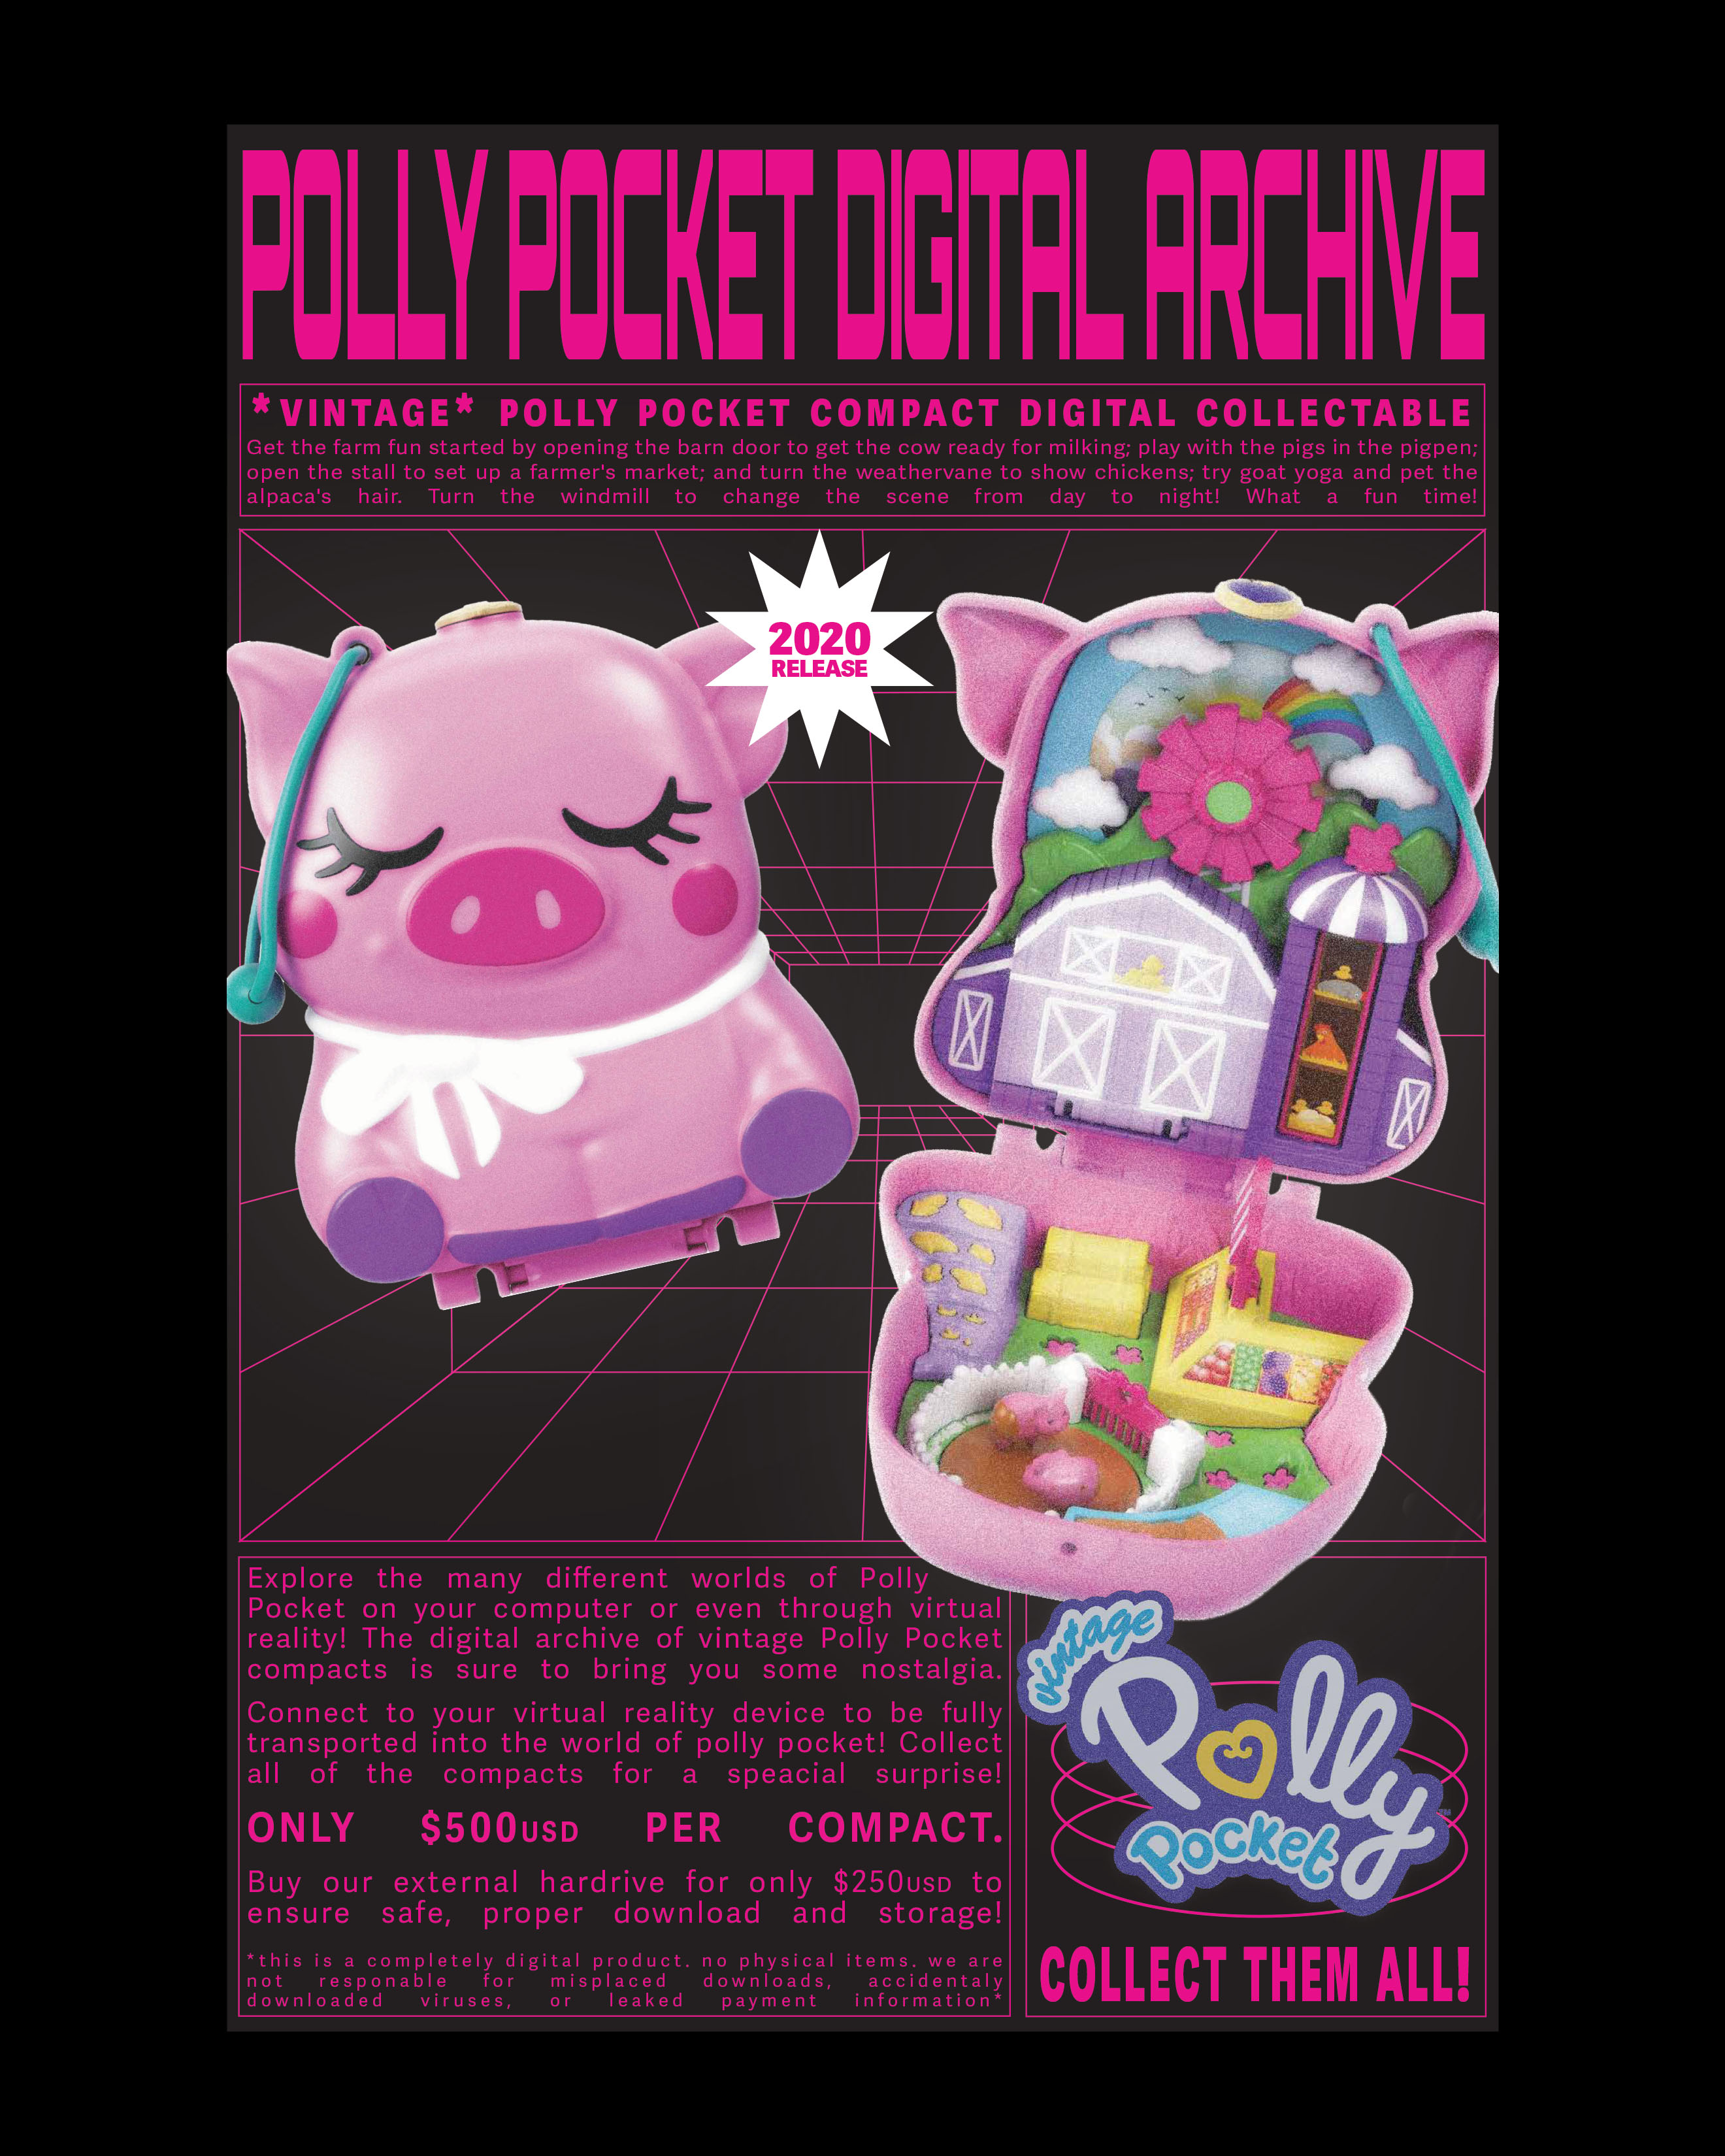 POLLY POCKET DIGITAL ARCHIVE
*VINTAGE* POLLY POCKET COMPACT DIGITAL COLLECTABLE
Get the farm fun started by opening the barn door to get the cow ready for milking; play with the pigs in the pigpen;
open the stall to set up a farmer's market; and turn the weathervane to show chickens; try goat yoga and pet the
alpaca's hair. Turn the windmill to change the scene from day to night! What a fun time!
2020
RELEASE
Explore the many different worlds of Polly
Pocket on your computer or even through virtual
reality! The digital archive of vintage Polly Pocket
compacts is sure to bring you some nostalgia.
Connect to your virtual reality device to be fully
transported into the world of polly pocket! Collect
all of the compacts for a speacial surprise!
ONLY $500USD PER COMPACT.
Buy our external hardrive for only $250USD to
ensure safe, proper download and storage!
*this is a completely digital product. no physical items. we are
not responable for misplaced downloads, accidentaly
downloaded viruses, or leaked payment information*
vintage
Polly
Pocket
TM
COLLECT THEM ALL!